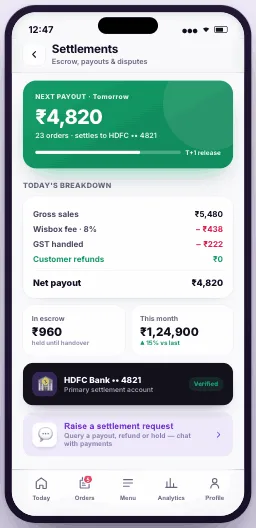 12:47
Settlements
Escrow, payouts & disputes
NEXT PAYOUT · Tomorrow
₹4,820
23 orders · settles to HDFC •• 4821
T+1 release
TODAY'S BREAKDOWN
Gross sales ₹5,480
Wisbox fee · 8% − ₹438
GST handled − ₹222
Customer refunds ₹0
Net payout ₹4,820
In escrow
₹960
held until handover
This month
₹1,24,900
▲ 15% vs last
HDFC Bank •• 4821
Primary settlement account
Verified
Raise a settlement request
Query a payout, refund or hold — chat
with payments
Today Orders Menu Analytics Profile